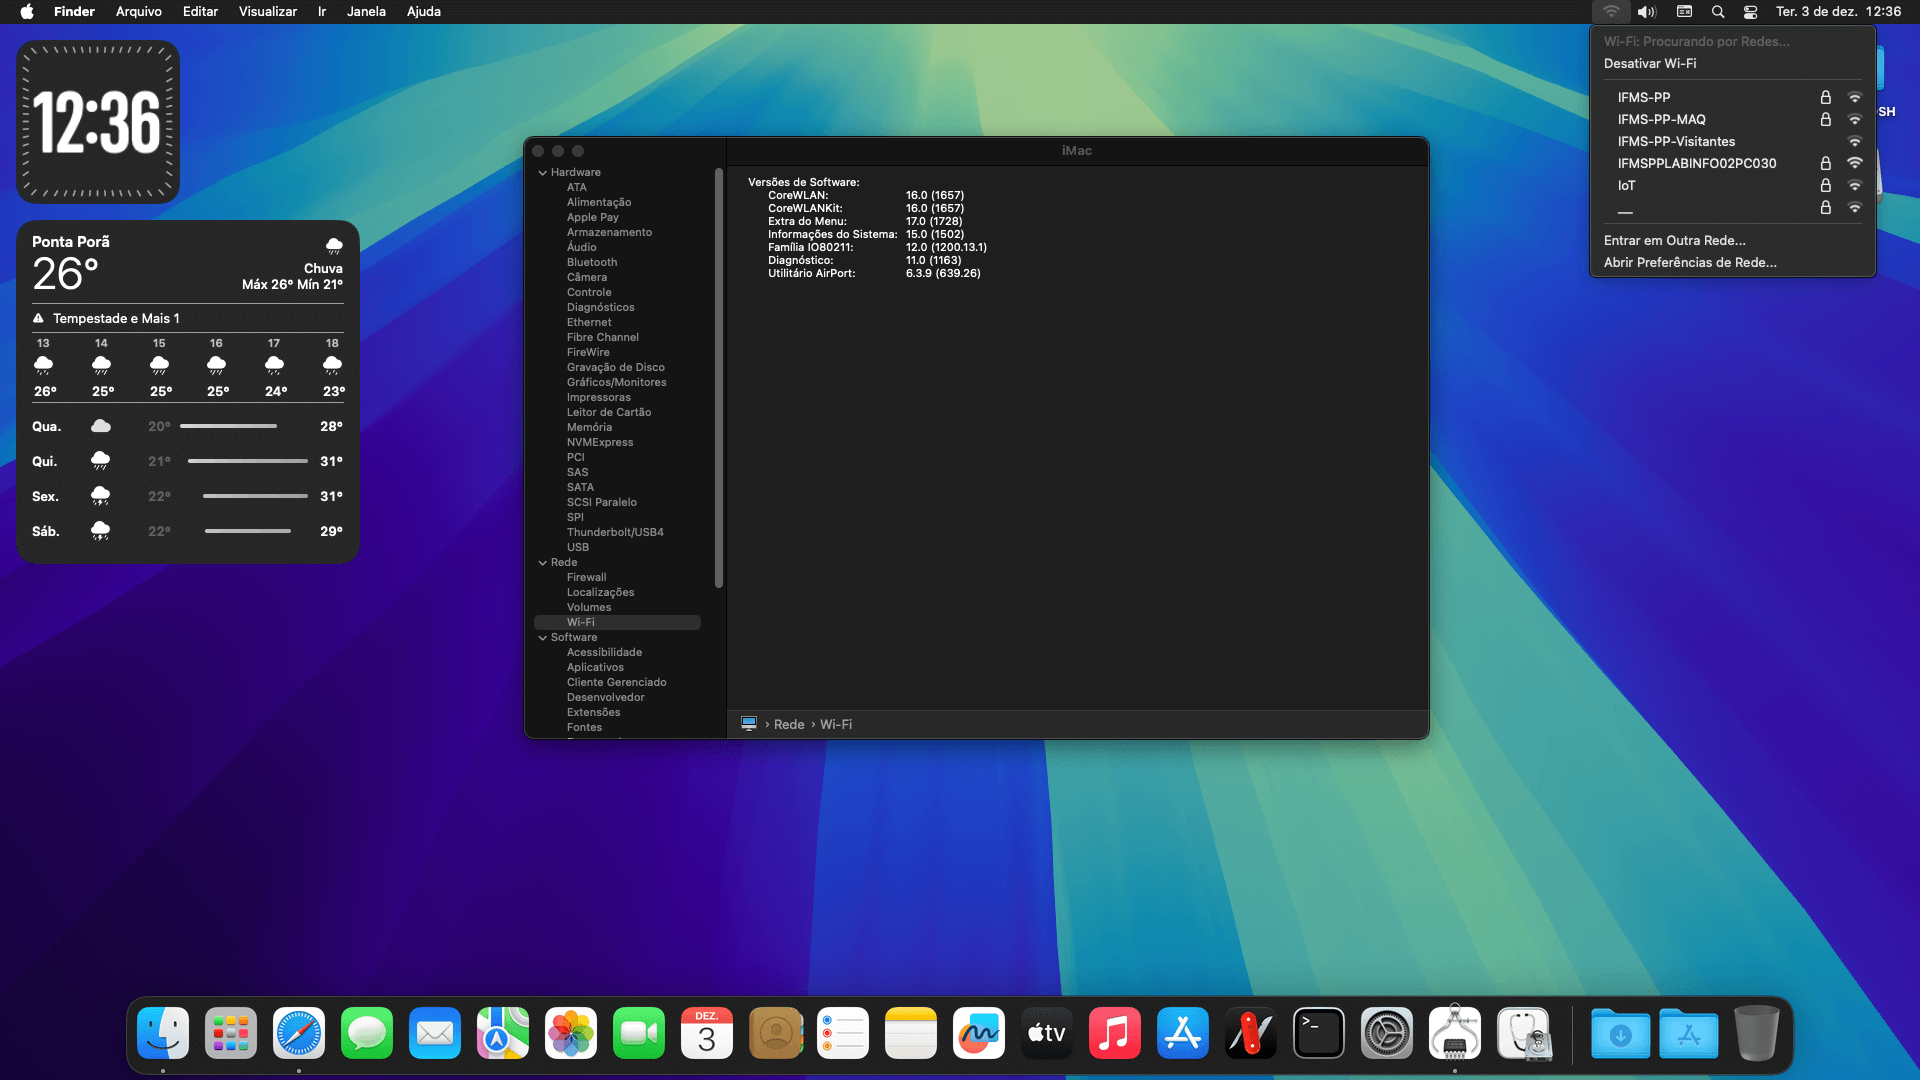 Finder Arquivo Editar Visualizar Ir Janela Ajuda
Ter. 3 de dez. 12:36
12:36
Ponta Porã
26°
Chuva
Máx 26° Mín 21°
Tempestade e Mais 1
13 14 15 16 17 18
26° 25° 25° 25° 24° 23°
Qua. 20° 28°
Qui. 21° 31°
Sex. 22° 31°
Sáb. 22° 29°
iMac
Hardware
ATA
Alimentação
Apple Pay
Armazenamento
Áudio
Bluetooth
Câmera
Controle
Diagnósticos
Ethernet
Fibre Channel
FireWire
Gravação de Disco
Gráficos/Monitores
Impressoras
Leitor de Cartão
Memória
NVMExpress
PCI
SAS
SATA
SCSI Paralelo
SPI
Thunderbolt/USB4
USB
Rede
Firewall
Localizações
Volumes
Wi-Fi
Software
Acessibilidade
Aplicativos
Cliente Gerenciado
Desenvolvedor
Extensões
Fontes
Versões de Software:
CoreWLAN: 16.0 (1657)
CoreWLANKit: 16.0 (1657)
Extra do Menu: 17.0 (1728)
Informações do Sistema: 15.0 (1502)
Família IO80211: 12.0 (1200.13.1)
Diagnóstico: 11.0 (1163)
Utilitário AirPort: 6.3.9 (639.26)
› Rede › Wi-Fi
Wi-Fi: Procurando por Redes...
Desativar Wi-Fi
IFMS-PP
IFMS-PP-MAQ
IFMS-PP-Visitantes
IFMSPPLABINFO02PC030
IoT
__
Entrar em Outra Rede...
Abrir Preferências de Rede...
SH
DEZ.
3
tv
>_